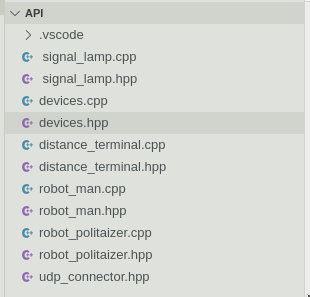 API
.vscode
signal_lamp.cpp
signal_lamp.hpp
devices.cpp
devices.hpp
distance_terminal.cpp
distance_terminal.hpp
robot_man.cpp
robot_man.hpp
robot_politaizer.cpp
robot_politaizer.hpp
udp_connector.hpp